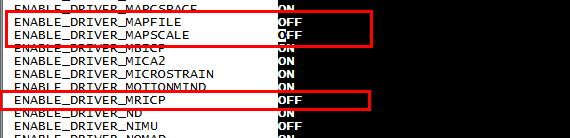 ENABLE_DRIVER_MARCSPACE ON
ENABLE_DRIVER_MAPFILE OFF
ENABLE_DRIVER_MAPSCALE OFF
ENABLE_DRIVER_MBICP ON
ENABLE_DRIVER_MICA2 ON
ENABLE_DRIVER_MICROSTRAIN ON
ENABLE_DRIVER_MOTIONMIND ON
ENABLE_DRIVER_MRICP OFF
ENABLE_DRIVER_ND ON
ENABLE_DRIVER_NIMU OFF
ENABLE_DRIVER_NOMAD ON